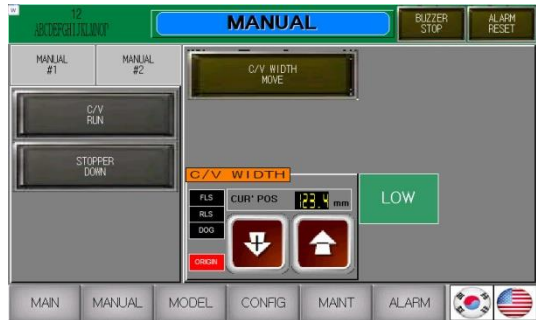 W
12
ABCDEFGHIJKLMNOP
MANUAL
BUZZER
STOP
ALARM
RESET
MANUAL
#1
MANUAL
#2
C/V WIDTH
MOVE
C/V
RUN
STOPPER
DOWN
C/V WIDTH
FLS
RLS
DOG
ORIGIN
CUR' POS
123.4 mm
LOW
MAIN
MANUAL
MODEL
CONFIG
MAINT
ALARM